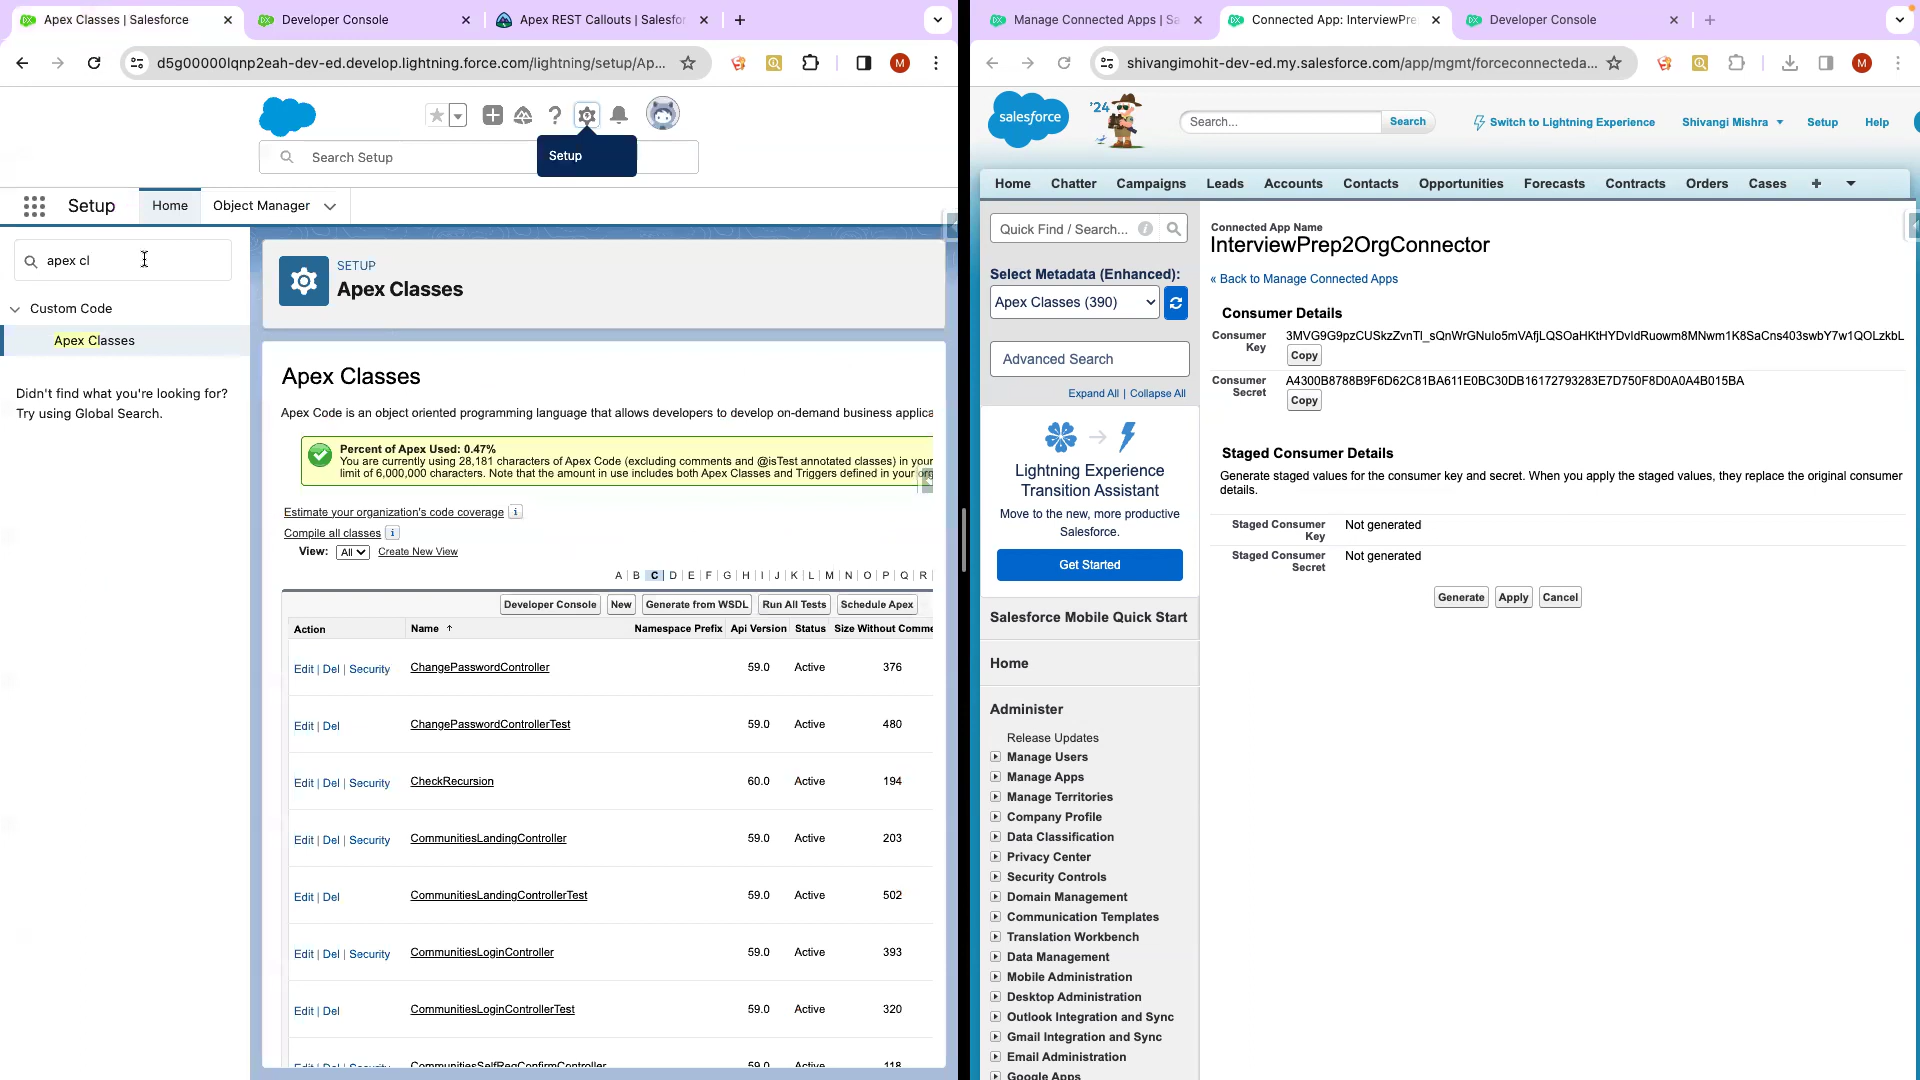 Apex Classes | Salesforce
Developer Console
Apex REST Callouts | Salesfor
d5g00000lqnp2eah-dev-ed.develop.lightning.force.com/lightning/setup/Ap...
M
Search Setup
Setup
Setup
Home
Object Manager
apex cl
Custom Code
Apex Classes
Didn't find what you're looking for?
Try using Global Search.
SETUP
Apex Classes
Apex Classes
Apex Code is an object oriented programming language that allows developers to develop on-demand business applica
Percent of Apex Used: 0.47%
You are currently using 28,181 characters of Apex Code (excluding comments and @isTest annotated classes) in your
limit of 6,000,000 characters. Note that the amount in use includes both Apex Classes and Triggers defined in your org
Estimate your organization's code coverage i
Compile all classes i
View: All Create New View
A | B | C | D | E | F | G | H | I | J | K | L | M | N | O | P | Q | R |
Developer Console New Generate from WSDL Run All Tests Schedule Apex
Action Name ↑ Namespace Prefix Api Version Status Size Without Comme
Edit | Del | Security ChangePasswordController 59.0 Active 376
Edit | Del ChangePasswordControllerTest 59.0 Active 480
Edit | Del | Security CheckRecursion 60.0 Active 194
Edit | Del | Security CommunitiesLandingController 59.0 Active 203
Edit | Del CommunitiesLandingControllerTest 59.0 Active 502
Edit | Del | Security CommunitiesLoginController 59.0 Active 393
Edit | Del CommunitiesLoginControllerTest 59.0 Active 320
Edit | Del | Security CommunitiesSelfRegConfirmController 59.0 Active 118
Manage Connected Apps | Sa
Connected App: InterviewPre
Developer Console
shivangimohit-dev-ed.my.salesforce.com/app/mgmt/forceconnecteda...
M
salesforce
'24
Search...
Search
Switch to Lightning Experience
Shivangi Mishra
Setup
Help
Home Chatter Campaigns Leads Accounts Contacts Opportunities Forecasts Contracts Orders Cases +
Quick Find / Search... i
Select Metadata (Enhanced):
Apex Classes (390)
Advanced Search
Expand All | Collapse All
Lightning Experience
Transition Assistant
Move to the new, more productive
Salesforce.
Get Started
Salesforce Mobile Quick Start
Home
Administer
Release Updates
Manage Users
Manage Apps
Manage Territories
Company Profile
Data Classification
Privacy Center
Security Controls
Domain Management
Communication Templates
Translation Workbench
Data Management
Mobile Administration
Desktop Administration
Outlook Integration and Sync
Gmail Integration and Sync
Email Administration
Google Apps
Connected App Name
InterviewPrep2OrgConnector
« Back to Manage Connected Apps
Consumer Details
Consumer
Key
3MVG9G9pzCUSkzZvnTl_sQnWrGNulo5mVAfjLQSOaHKtHYDvIdRuowm8MNwm1K8SaCns403swbY7w1QOLzkbL
Copy
Consumer
Secret
A4300B8788B9F6D62C81BA611E0BC30DB16172793283E7D750F8D0A0A4B015BA
Copy
Staged Consumer Details
Generate staged values for the consumer key and secret. When you apply the staged values, they replace the original consumer
details.
Staged Consumer
Key
Not generated
Staged Consumer
Secret
Not generated
Generate Apply Cancel